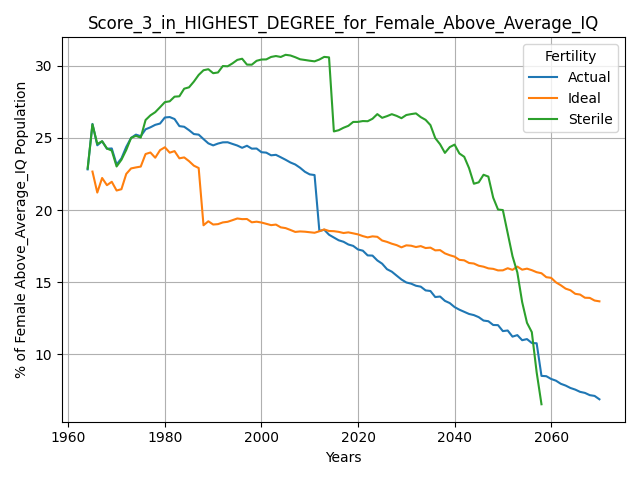 Score_3_in_HIGHEST_DEGREE_for_Female_Above_Average_IQ
% of Female Above_Average_IQ Population
30
25
20
15
10
Fertility
Actual
Ideal
Sterile
1960
1980
2000
2020
2040
2060
Years